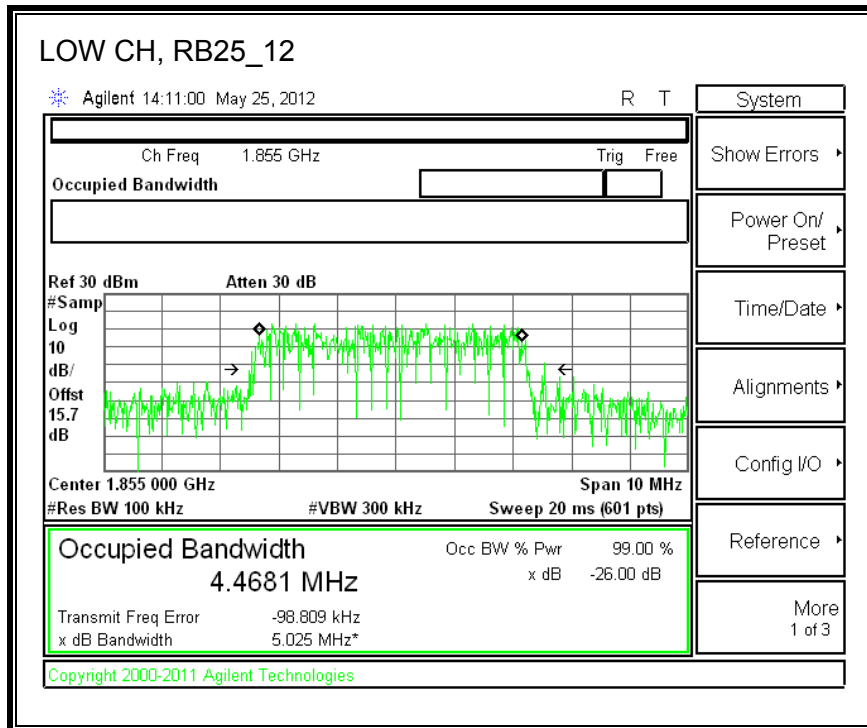 LOW CH, RB25_12
Agilent 14:11:00 May 25, 2012 R T
System
Ch Freq 1.855 GHz Trig Free
Occupied Bandwidth
Show Errors
Power On/
Preset
Time/Date
Alignments
Config I/O
Reference
More
1 of 3
Ref 30 dBm Atten 30 dB
#Samp
Log
10
dB/
Offst
15.7
dB
Center 1.855 000 GHz Span 10 MHz
#Res BW 100 kHz #VBW 300 kHz Sweep 20 ms (601 pts)
Occupied Bandwidth Occ BW % Pwr 99.00 %
4.4681 MHz x dB -26.00 dB
Transmit Freq Error -98.809 kHz
x dB Bandwidth 5.025 MHz*
Copyright 2000-2011 Agilent Technologies